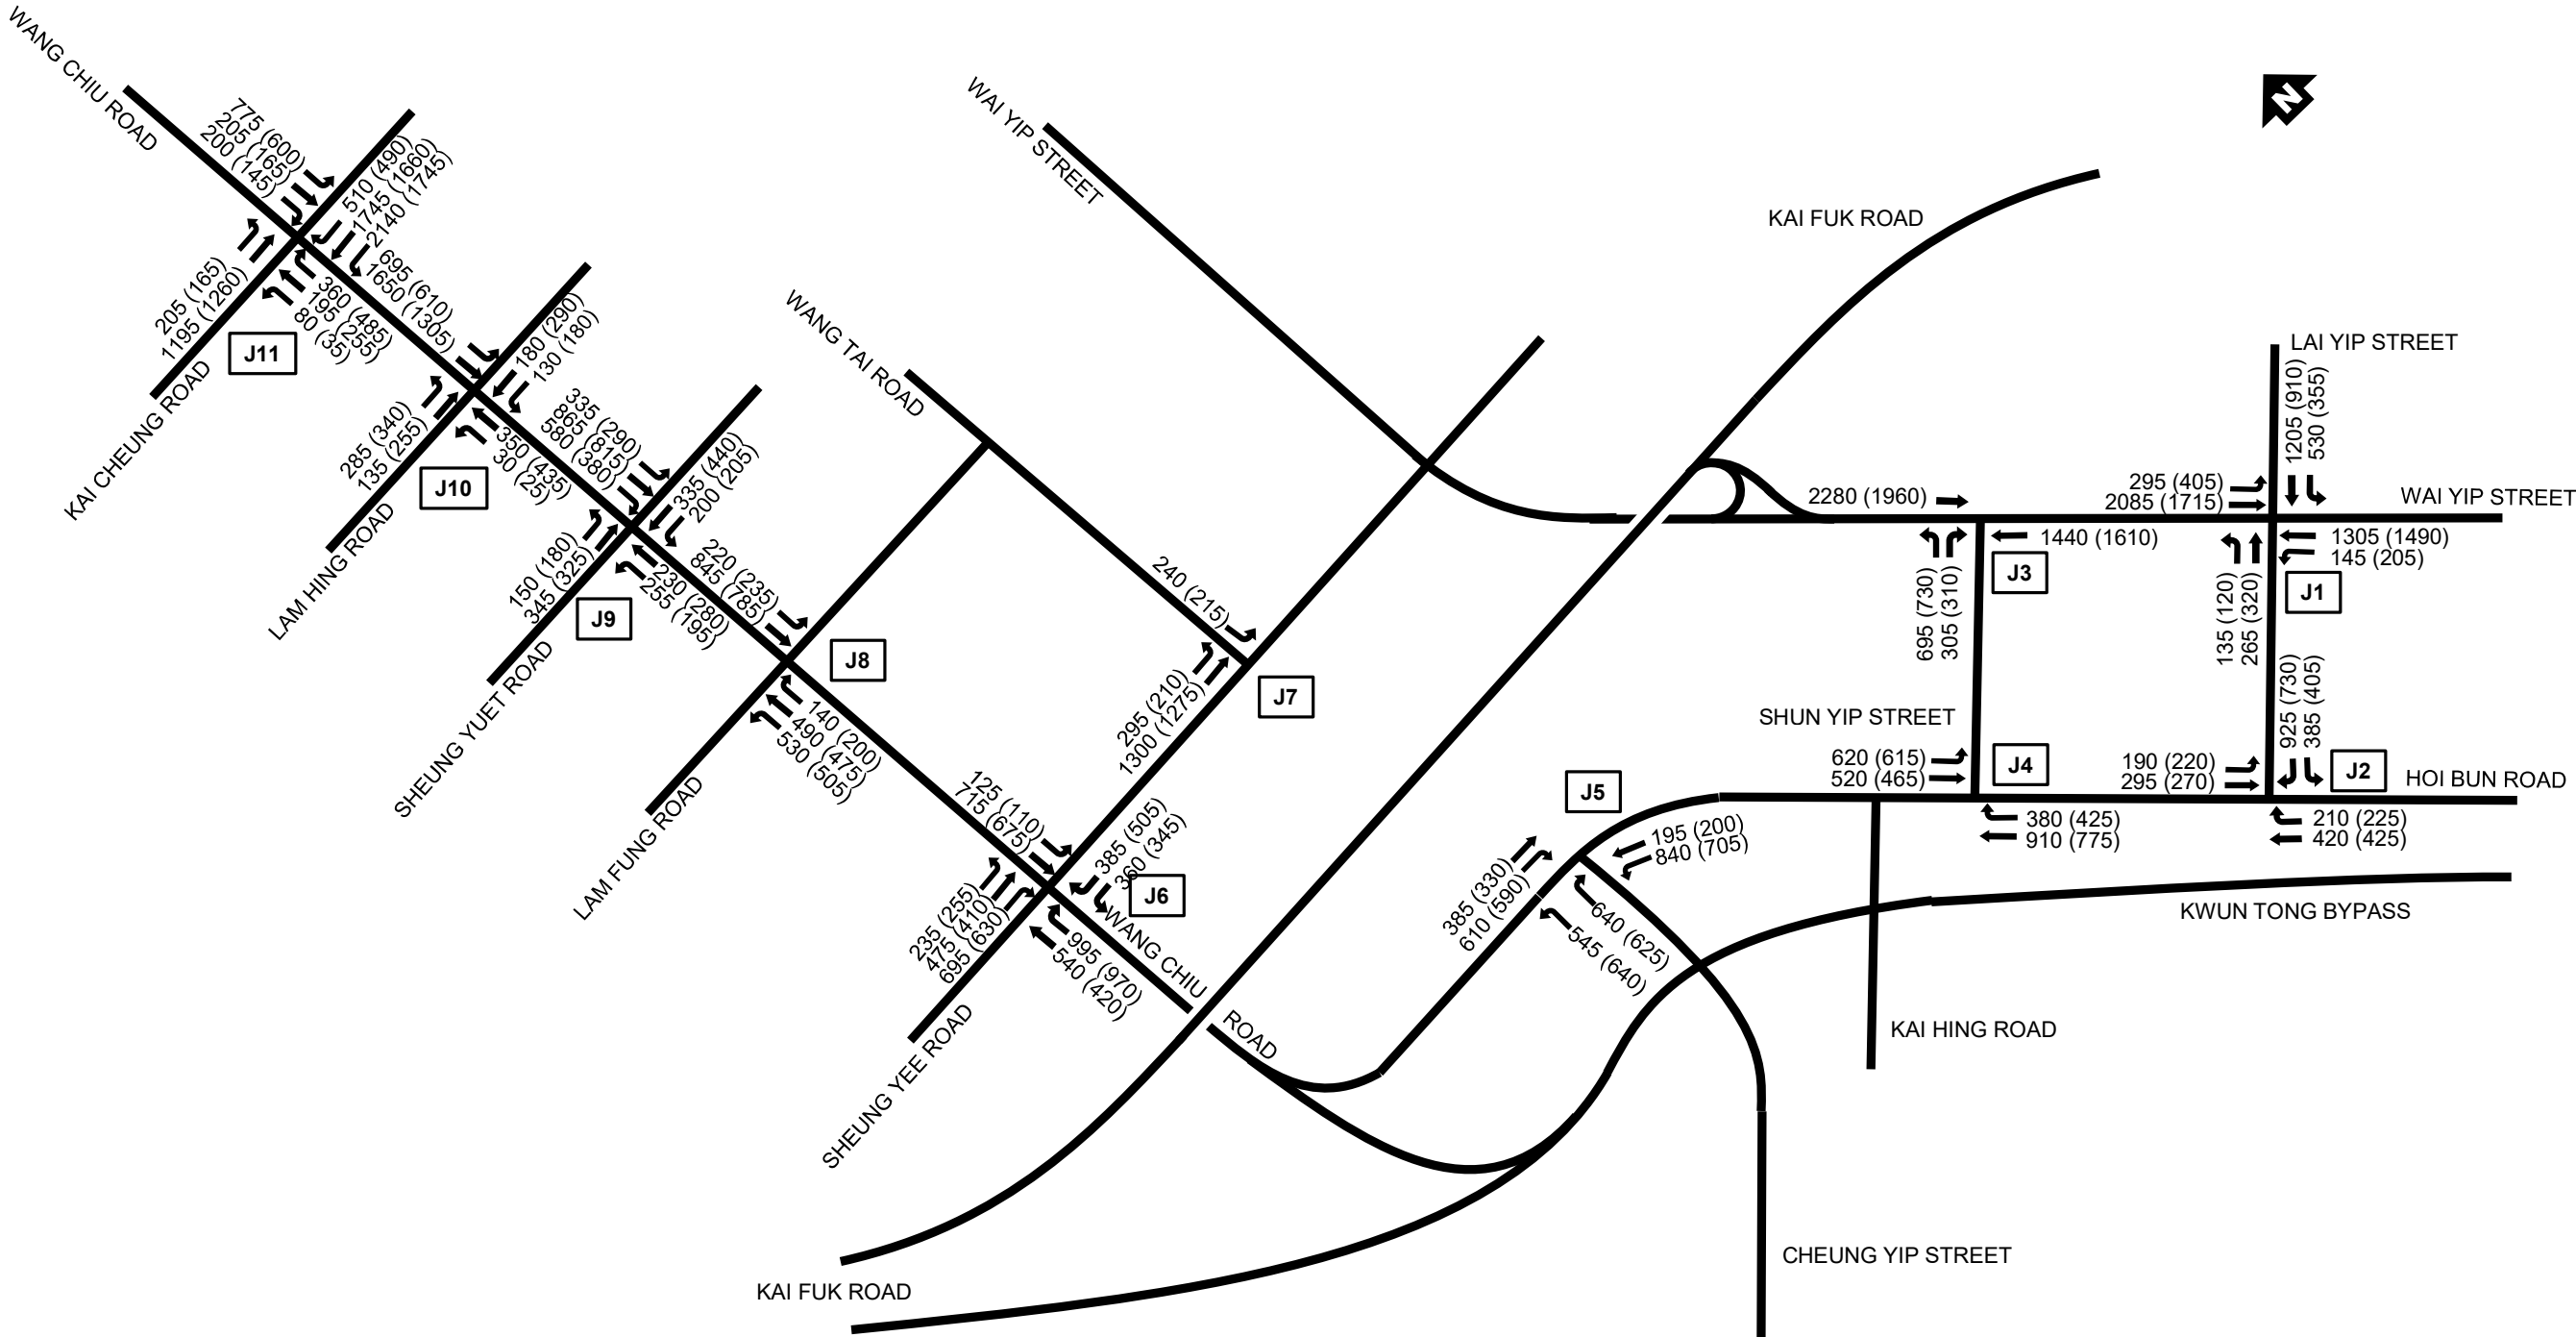 WANG CHIU ROAD
775 (600)
205 (165)
200 (145)
510 (490)
1745 (1660)
2140 (1745)
205 (165)
1195 (1260)
360 (485)
195 (255)
80 (35)
J11
KAI CHEUNG ROAD
695 (610)
1650 (1305)
180 (290)
130 (180)
285 (340)
135 (255)
350 (435)
30 (25)
J10
LAM HING ROAD
335 (290)
865 (815)
580 (380)
335 (440)
200 (205)
150 (180)
345 (325)
230 (280)
255 (195)
J9
SHEUNG YUET ROAD
220 (235)
845 (785)
J8
140 (200)
490 (475)
530 (505)
LAM FUNG ROAD
WANG TAI ROAD
240 (215)
295 (210)
1300 (1275)
J7
125 (110)
715 (675)
385 (505)
360 (345)
J6
235 (255)
475 (410)
695 (630)
995 (970)
540 (420)
SHEUNG YEE ROAD
WANG CHIU
ROAD
WAI YIP STREET
KAI FUK ROAD
N
LAI YIP STREET
1205 (910)
530 (355)
2280 (1960)
295 (405)
2085 (1715)
WAI YIP STREET
1440 (1610)
1305 (1490)
145 (205)
J3
J1
695 (730)
305 (310)
135 (120)
265 (320)
925 (730)
385 (405)
SHUN YIP STREET
620 (615)
520 (465)
J4
190 (220)
295 (270)
J2
HOI BUN ROAD
J5
380 (425)
910 (775)
210 (225)
420 (425)
195 (200)
840 (705)
385 (330)
610 (590)
640 (625)
545 (640)
KWUN TONG BYPASS
KAI HING ROAD
CHEUNG YIP STREET
KAI FUK ROAD